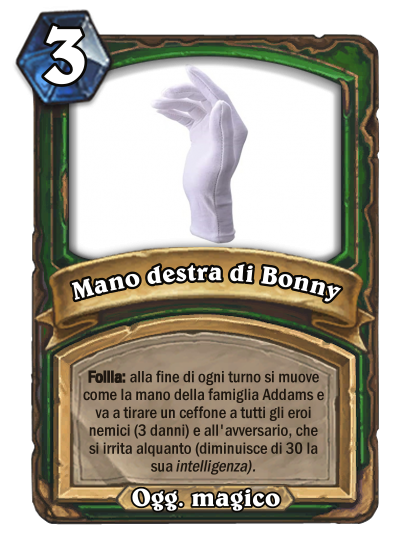 3
Mano destra di Bonny
Follia: alla fine di ogni turno si muove
come la mano della famiglia Addams e
va a tirare un ceffone a tutti gli eroi
nemici (3 danni) e all'avversario, che
si irrita alquanto (diminuisce di 30 la
sua intelligenza).
Ogg. magico